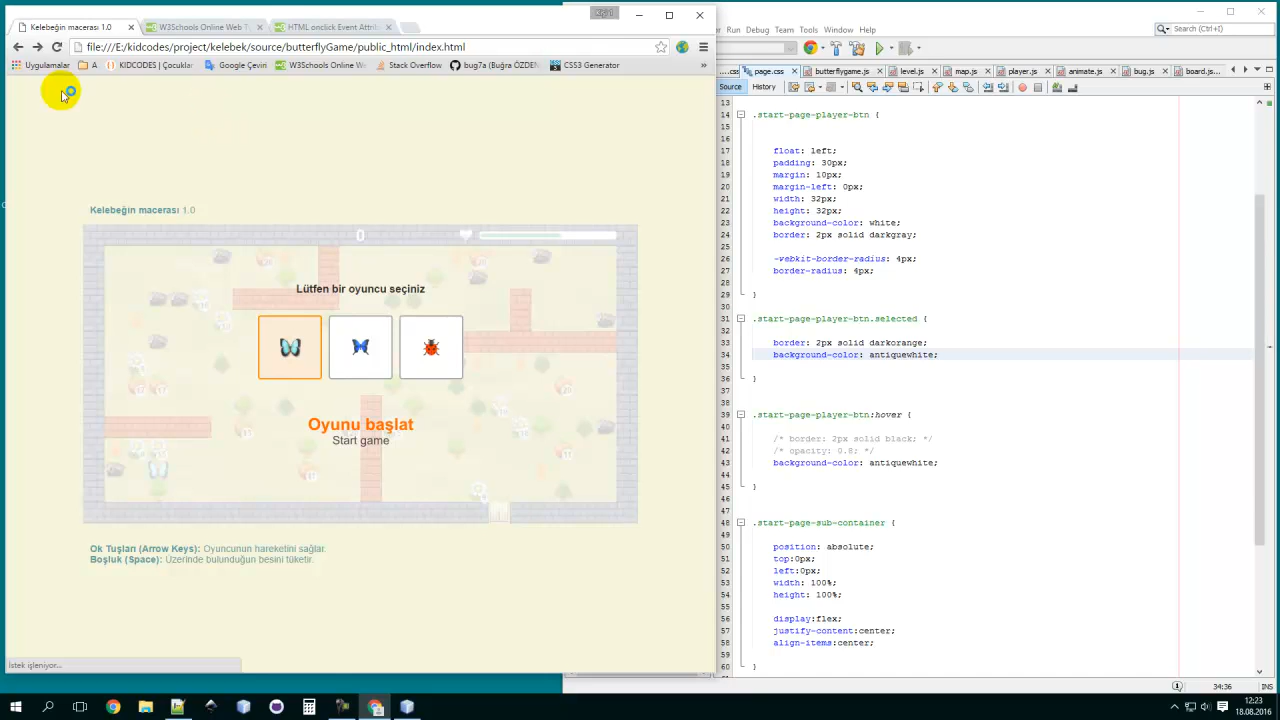 Kelebeğin macerası 1.0
W3Schools Online Web T
HTML onclick Event Attrib
file:///E:/kidcodes/project/kelebek/source/butterflyGame/public_html/index.html
Uygulamalar
A
KIDCODES | Çocuklar
Google Çeviri
W3Schools Online We
Stack Overflow
bug7a (Buğra ÖZDEN
CSS3 Generator
»
Kelebeğin macerası 1.0
0
Lütfen bir oyuncu seçiniz
Oyunu başlat
Start game
Ok Tuşları (Arrow Keys): Oyuncunun hareketini sağlar.
Boşluk (Space): Üzerinde bulunduğun besini tüketir.
İstek işleniyor...
Run Debug Team Tools Window Help
Search (Ctrl+I)
...css
page.css
butterflygame.js
level.js
map.js
player.js
animate.js
bug.js
board.js...
Source
History
13
14 .start-page-player-btn {
15
16
17 float: left;
18 padding: 30px;
19 margin: 10px;
20 margin-left: 0px;
21 width: 32px;
22 height: 32px;
23 background-color: white;
24 border: 2px solid darkgray;
25
26 -webkit-border-radius: 4px;
27 border-radius: 4px;
28
29 }
30
31 .start-page-player-btn.selected {
32
33 border: 2px solid darkorange;
34 background-color: antiquewhite;
35
36 }
37
38
39 .start-page-player-btn:hover {
40
41 /* border: 2px solid black; */
42 /* opacity: 0.8; */
43 background-color: antiquewhite;
44
45 }
46
47
48 .start-page-sub-container {
49
50 position: absolute;
51 top:0px;
52 left:0px;
53 width: 100%;
54 height: 100%;
55
56 display:flex;
57 justify-content:center;
58 align-items:center;
59
60 }
34:36
INS
12:23
18.08.2016